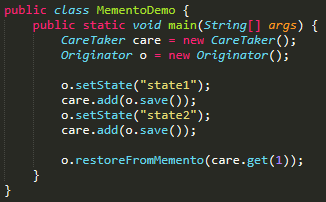 public class MementoDemo {
    public static void main(String[] args) {
        CareTaker care = new CareTaker();
        Originator o = new Originator();

        o.setState("state1");
        care.add(o.save());
        o.setState("state2");
        care.add(o.save());

        o.restoreFromMemento(care.get(1));
    }
}